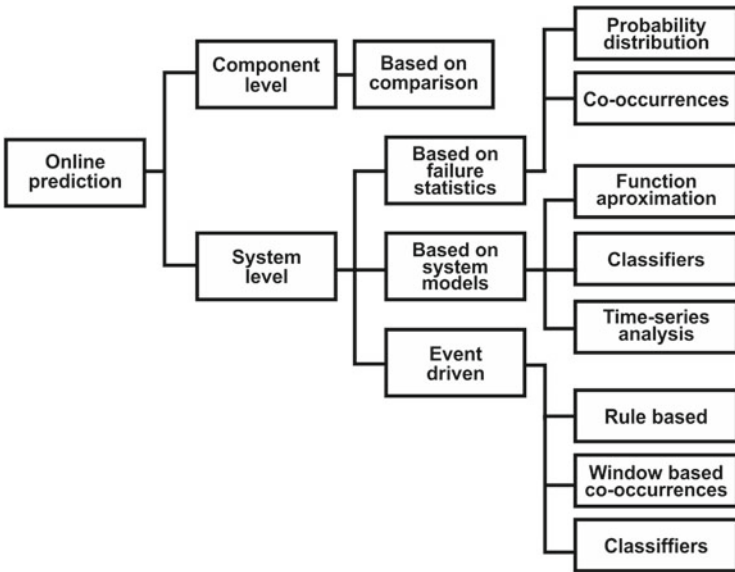 Online
prediction
Component
level
Based on
comparison
System
level
Based on
failure
statistics
Probability
distribution
Co-occurrences
Based on
system
models
Function
aproximation
Classifiers
Time-series
analysis
Event
driven
Rule based
Window based
co-occurrences
Classiffiers